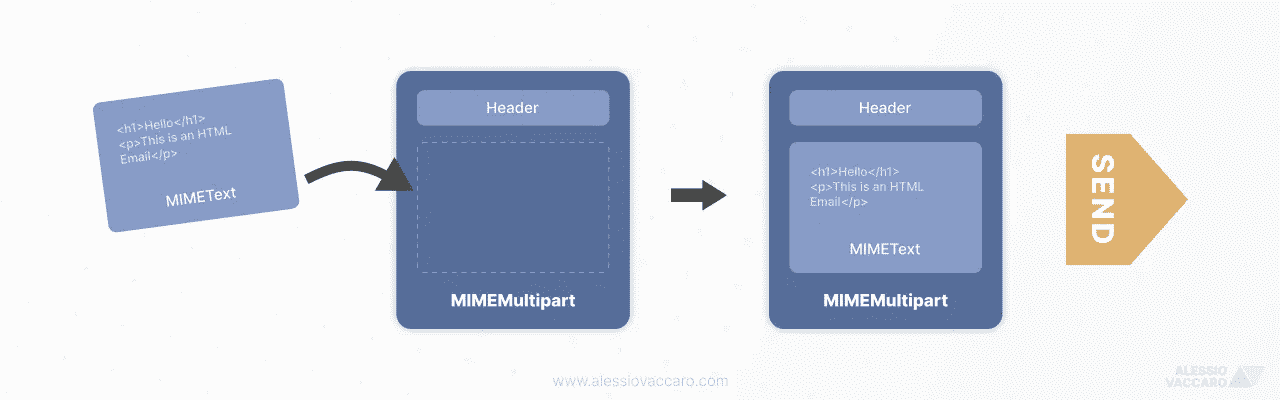 <h1>Hello</h1>
<p>This is an HTML
Email</p>
MIMEText
Header
MIMEMultipart
Header
<h1>Hello</h1>
<p>This is an HTML
Email</p>
MIMEText
MIMEMultipart
SEND
www.alessiovaccaro.com
ALESSIO
VACCARO